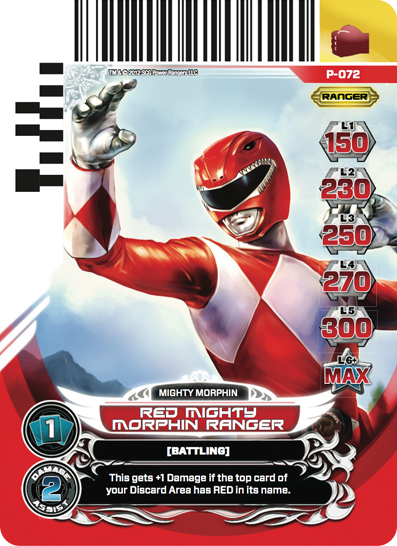 TM & © 2012 SCG Power Rangers LLC
P-072
RANGER
L1
150
L2
230
L3
250
L4
270
L5
300
L6+
MAX
MIGHTY MORPHIN
RED MIGHTY
MORPHIN RANGER
1
[BATTLING]
DAMAGE
2
ASSIST
This gets +1 Damage if the top card of
your Discard Area has RED in its name.